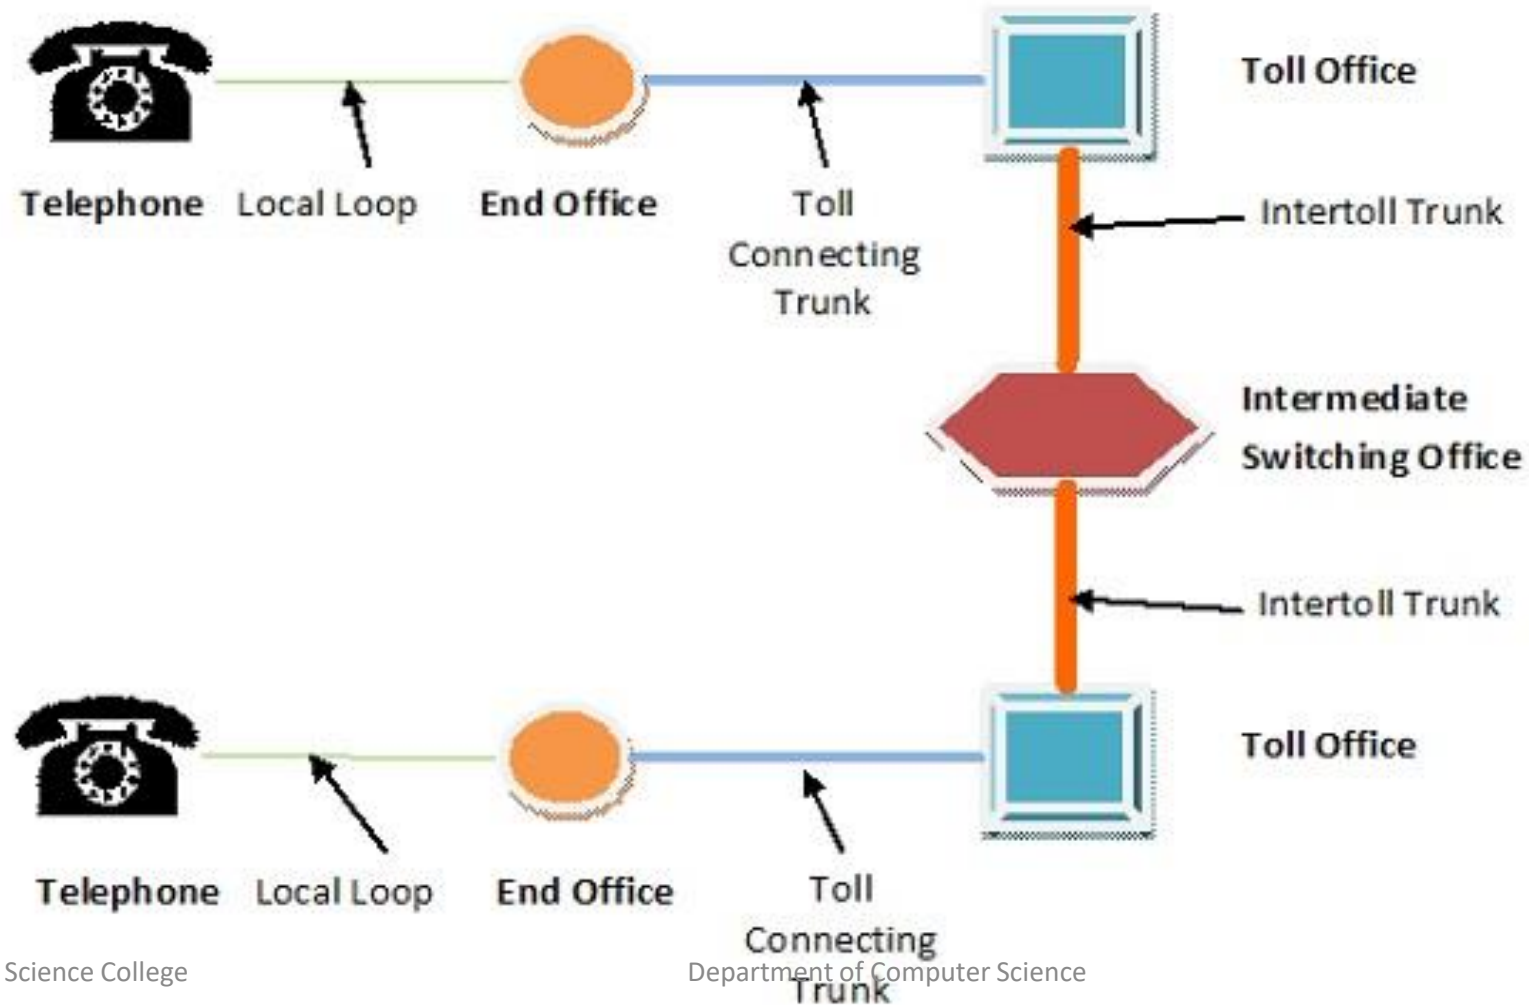 Toll Office
Telephone
Local Loop
End Office
Toll
Connecting
Trunk
Intertoll Trunk
Intermediate
Switching Office
Intertoll Trunk
Toll Office
Telephone
Local Loop
End Office
Toll
Connecting
Trunk
Science College
Department of Computer Science